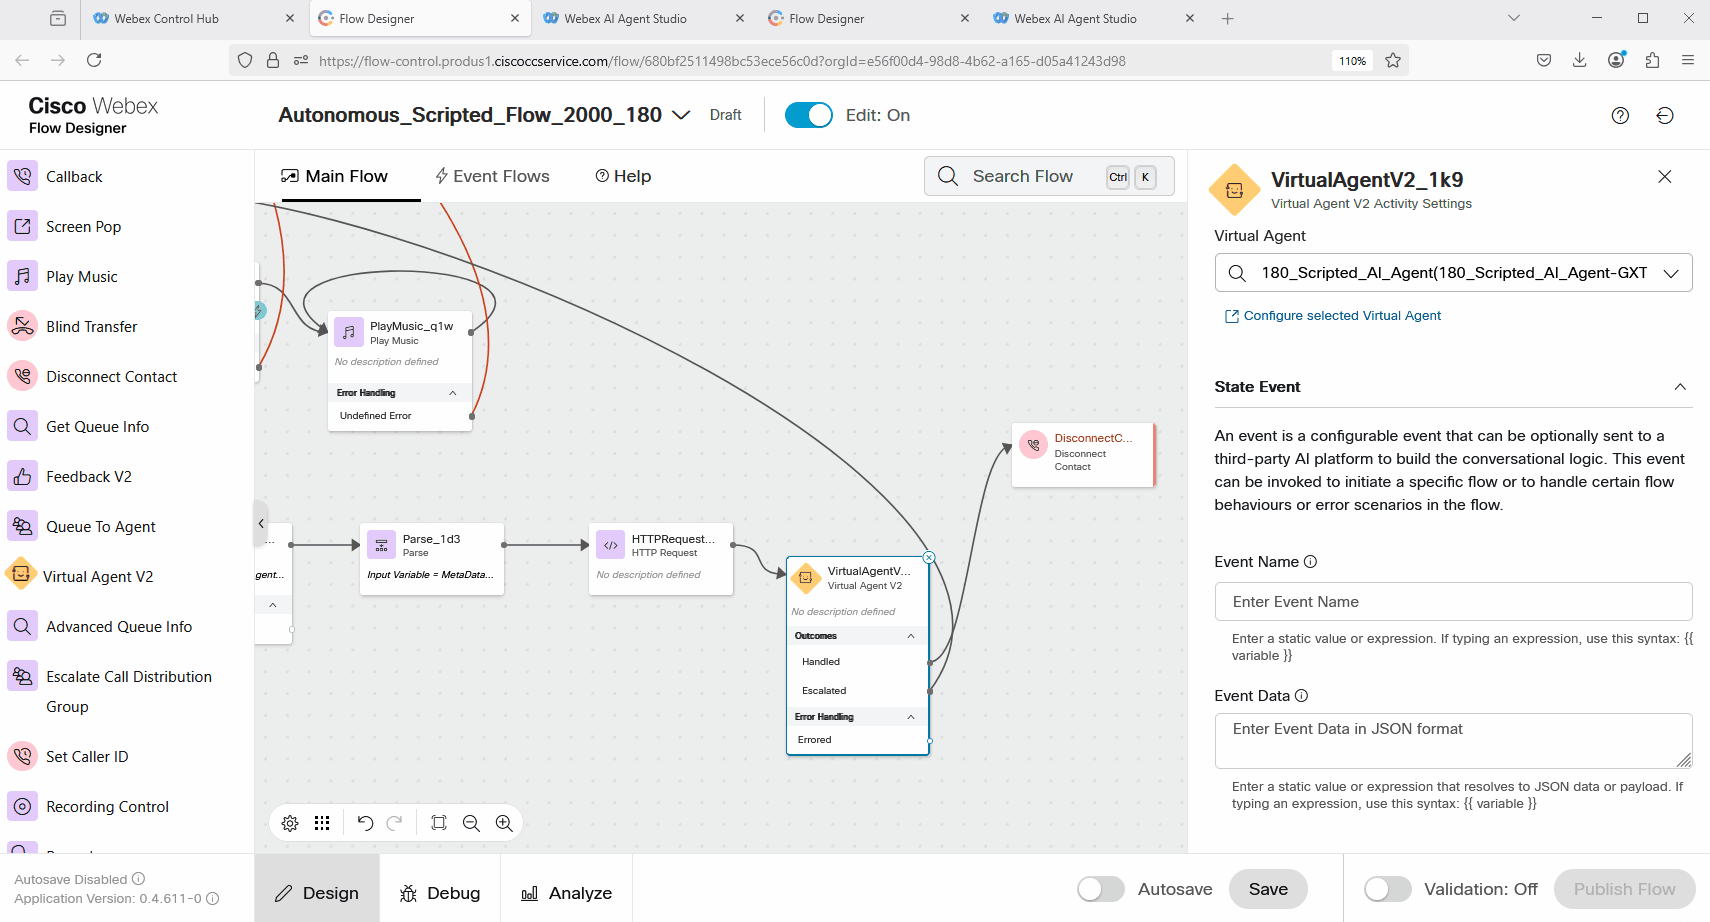 Webex Control Hub
Flow Designer
Webex AI Agent Studio
Flow Designer
Webex AI Agent Studio
https://flow-control.produs1.ciscoccservice.com/flow/680bf2511498bc53ece56c0d?orgId=e56f00d4-98d8-4b62-a165-d05a41243d98
110%
Cisco Webex
Flow Designer
Autonomous_Scripted_Flow_2000_180
Draft
Edit: On
Callback
Screen Pop
Play Music
Blind Transfer
Disconnect Contact
Get Queue Info
Feedback V2
Queue To Agent
Virtual Agent V2
Advanced Queue Info
Escalate Call Distribution
Group
Set Caller ID
Recording Control
Autosave Disabled
Application Version: 0.4.611-0
Main Flow
Event Flows
Help
Search Flow
Ctrl
K
PlayMusic_q1w
Play Music
No description defined
Error Handling
Undefined Error
...
gent...
Parse_1d3
Parse
Input Variable = MetaData...
HTTPRequest...
HTTP Request
No description defined
VirtualAgentV...
Virtual Agent V2
No description defined
Outcomes
Handled
Escalated
Error Handling
Errored
DisconnectC...
Disconnect
Contact
VirtualAgentV2_1k9
Virtual Agent V2 Activity Settings
Virtual Agent
180_Scripted_AI_Agent(180_Scripted_AI_Agent-GXT
Configure selected Virtual Agent
State Event
An event is a configurable event that can be optionally sent to a
third-party AI platform to build the conversational logic. This event
can be invoked to initiate a specific flow or to handle certain flow
behaviours or error scenarios in the flow.
Event Name
Enter Event Name
Enter a static value or expression. If typing an expression, use this syntax: {{
variable }}
Event Data
Enter Event Data in JSON format
Enter a static value or expression that resolves to JSON data or payload. If
typing an expression, use this syntax: {{ variable }}
Design
Debug
Analyze
Autosave
Save
Validation: Off
Publish Flow